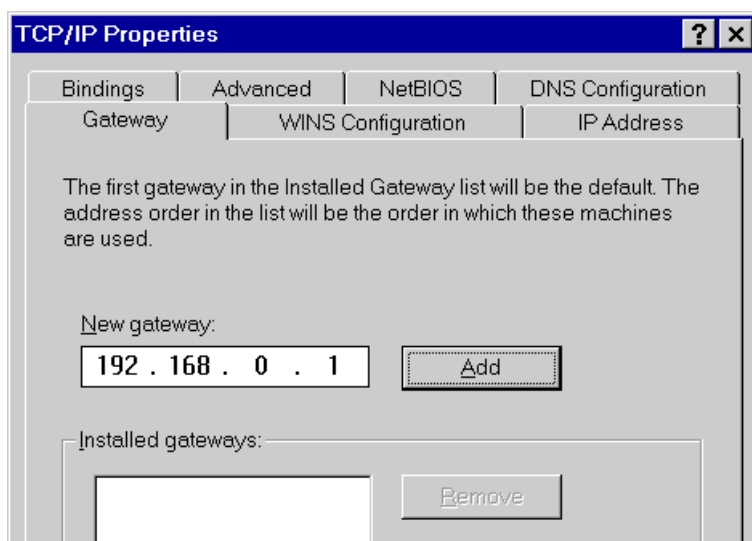 TCP/IP Properties
? ×
Bindings Advanced NetBIOS DNS Configuration
Gateway WINS Configuration IP Address
The first gateway in the Installed Gateway list will be the default. The
address order in the list will be the order in which these machines
are used.
New gateway:
192 . 168 . 0 . 1 Add
Installed gateways:
Remove